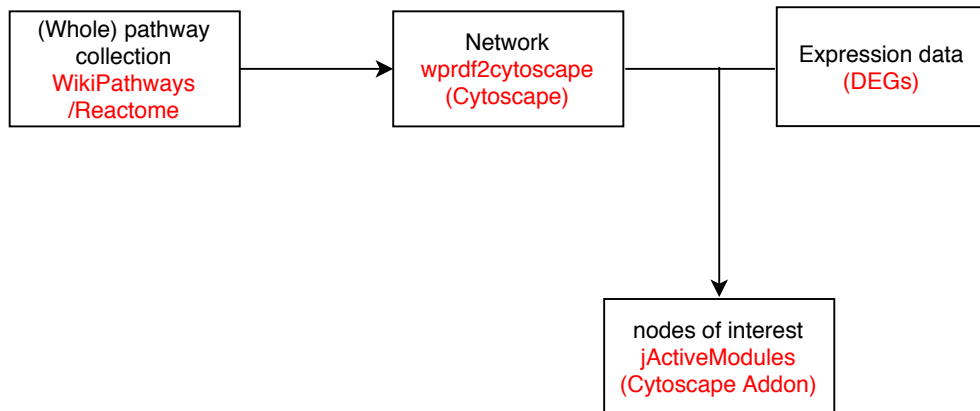 (Whole) pathway
collection
WikiPathways
/Reactome
Network
wprdf2cytoscape
(Cytoscape)
Expression data
(DEGs)
nodes of interest
jActiveModules
(Cytoscape Addon)